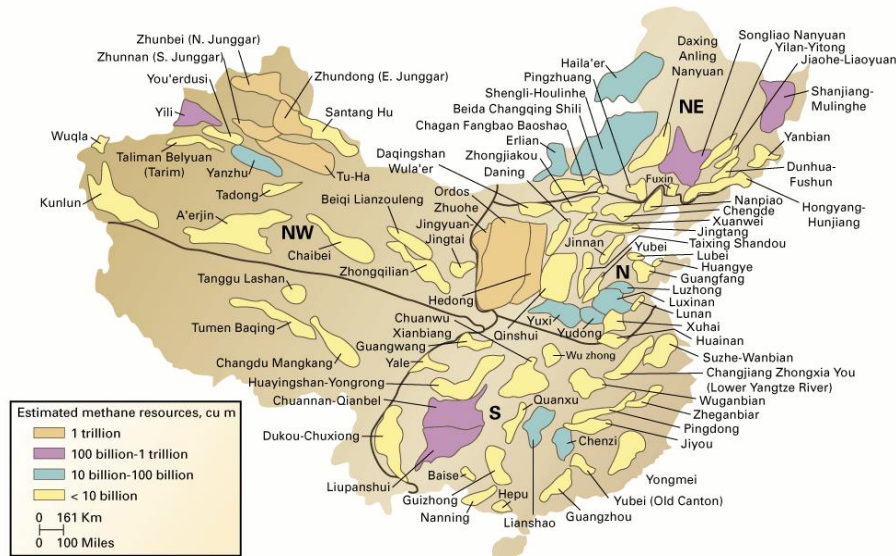 Zhunbei (N. Junggar)
Zhunnan (S. Junggar)
You'erdusi
Yili
Wuqla
Taliman Belyuan
(Tarim)
Yanzhu
Kunlun
Tadong
A'erjin
Zhundong (E. Junggar)
Santang Hu
Tu-Ha
NW
Chaibei
Beiqi Lianzouleng
Zhongqilian
Tanggu Lashan
Tumen Baqing
Changdu Mangkang
Daqingshan
Wula'er
Ordos
Zhuohe
Jingyuan-
Jingtai
Hedong
Haila'er
Pingzhuang
Shengli-Houlinhe
Beida Changqing Shili
Chagan Fangbao Baoshao
Erlian
Zhongjiakou
Daning
Daxing
Anling
Nanyuan
NE
Songliao Nanyuan
Yilan-Yitong
Jiaohe-Liaoyuan
Shanjiang-
Mulinghe
Yanbian
Dunhua-
Fushun
Hongyang-
Hunjiang
Fuxin
Nanpiao
Chengde
Xuanwei
Jingtang
Taixing Shandou
Jinnan
Yubei
Lubei
Huangye
Guangfang
N
Luzhong
Luxinan
Lunan
Xuhai
Huainan
Qinshui
Yuxi
Yudong
Chuanwu
Xianbiang
Guangwang
Yale
Huayingshan-Yongrong
Chuannan-Qianbel
Dukou-Chuxiong
Liupanshui
S
Wu zhong
Quanxu
Suzhe-Wanbian
Changjiang Zhongxia You
(Lower Yangtze River)
Wuganbian
Zheganbiar
Pingdong
Jiyou
Chenzi
Baise
Guizhong
Nanning
Hepu
Lianshao
Guangzhou
Yubei (Old Canton)
Yongmei
Estimated methane resources, cu m
1 trillion
100 billion-1 trillion
10 billion-100 billion
< 10 billion
0 161 Km
0 100 Miles